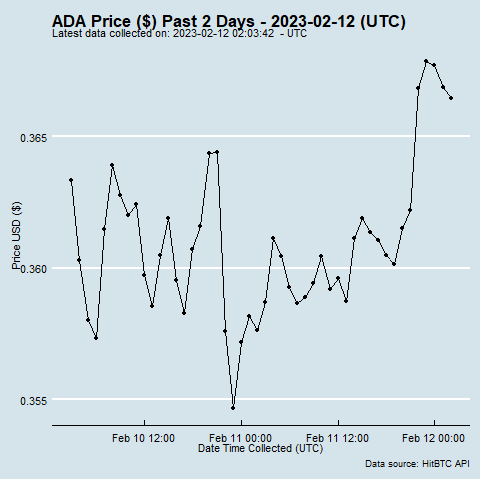 ADA Price ($) Past 2 Days - 2023-02-12 (UTC)
Latest data collected on: 2023-02-12 02:03:42 - UTC
0.365
0.360
0.355
Price USD ($)
Feb 10 12:00 Feb 11 00:00 Feb 11 12:00 Feb 12 00:00
Date Time Collected (UTC)
Data source: HitBTC API